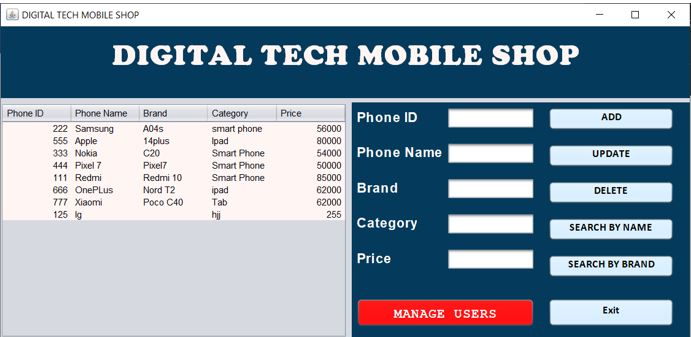 DIGITAL TECH MOBILE SHOP
DIGITAL TECH MOBILE SHOP
Phone ID Phone Name Brand Category Price
222 Samsung A04s smart phone 56000
555 Apple 14plus Ipad 80000
333 Nokia C20 Smart Phone 54000
444 Pixel 7 Pixel7 Smart Phone 50000
111 Redmi Redmi 10 Smart Phone 85000
666 OnePLus Nord T2 ipad 62000
777 Xiaomi Poco C40 Tab 62000
125 lg hjj 255
Phone ID ADD
Phone Name UPDATE
Brand DELETE
Category SEARCH BY NAME
Price SEARCH BY BRAND
MANAGE USERS Exit